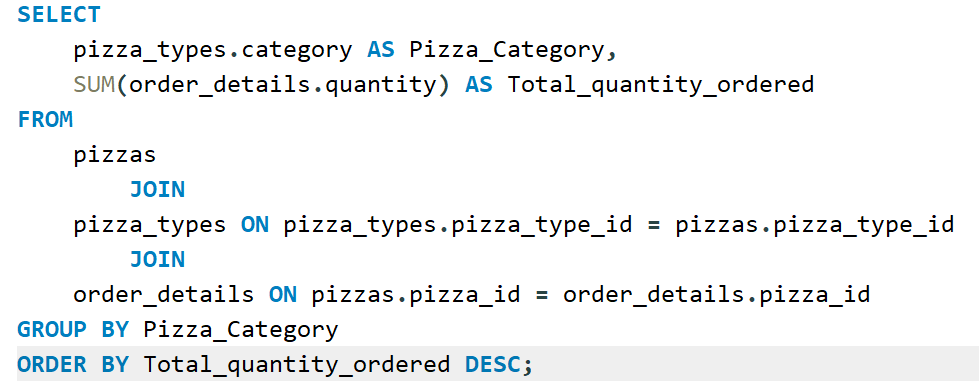 SELECT
    pizza_types.category AS Pizza_Category,
    SUM(order_details.quantity) AS Total_quantity_ordered
FROM
    pizzas
        JOIN
    pizza_types ON pizza_types.pizza_type_id = pizzas.pizza_type_id
        JOIN
    order_details ON pizzas.pizza_id = order_details.pizza_id
GROUP BY Pizza_Category
ORDER BY Total_quantity_ordered DESC;